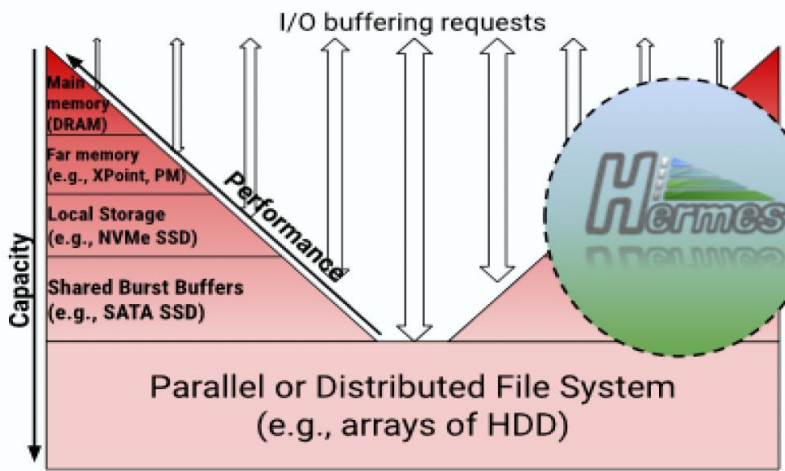 I/O buffering requests
Main
memory
(DRAM)
Far memory
(e.g., XPoint, PM)
Local Storage
(e.g., NVMe SSD)
Shared Burst Buffers
(e.g., SATA SSD)
Capacity
Performance
Hermes
Parallel or Distributed File System
(e.g., arrays of HDD)